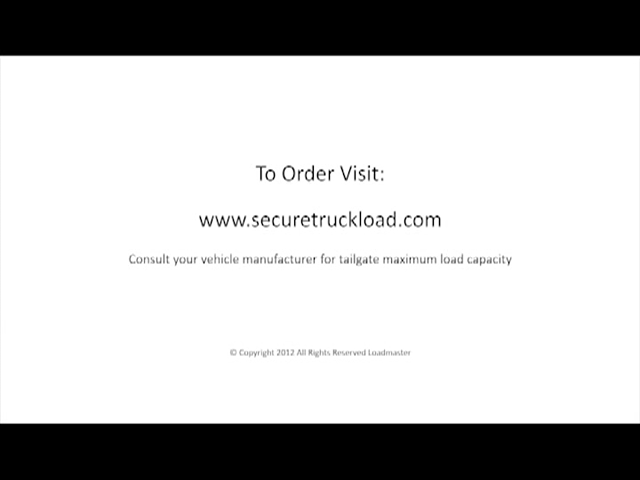 To Order Visit:
www.securetruckload.com
Consult your vehicle manufacturer for tailgate maximum load capacity
© Copyright 2012 All Rights Reserved Loadmaster